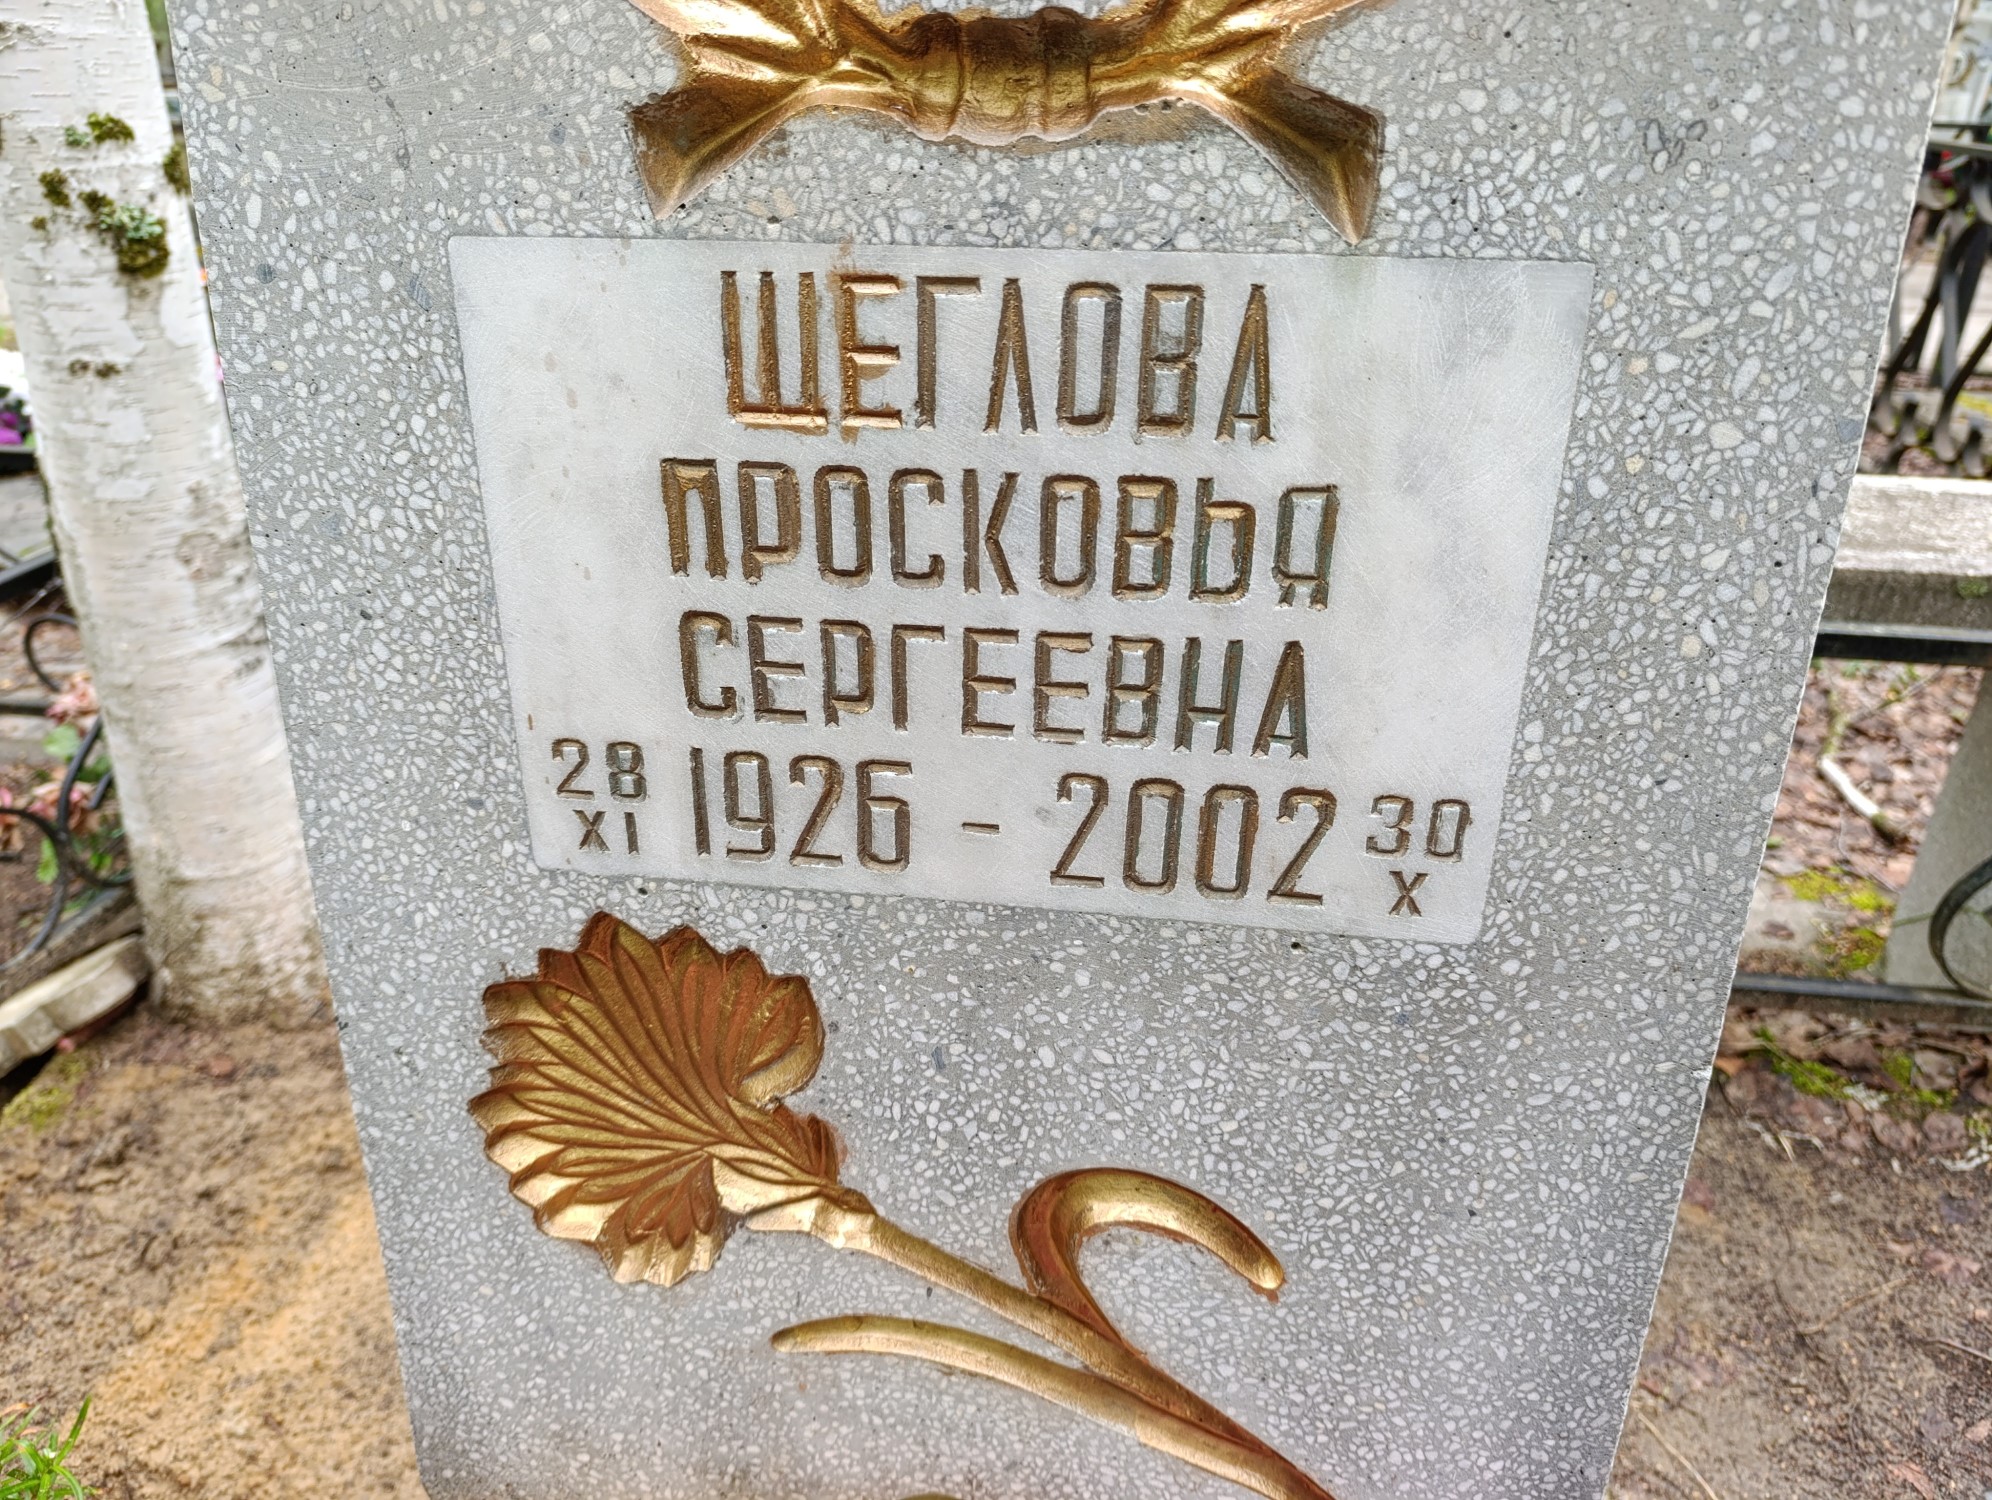 ЩЕГЛОВА
ПРОСКОВЬЯ
СЕРГЕЕВНА
28 XI 1926 - 2002 30 X